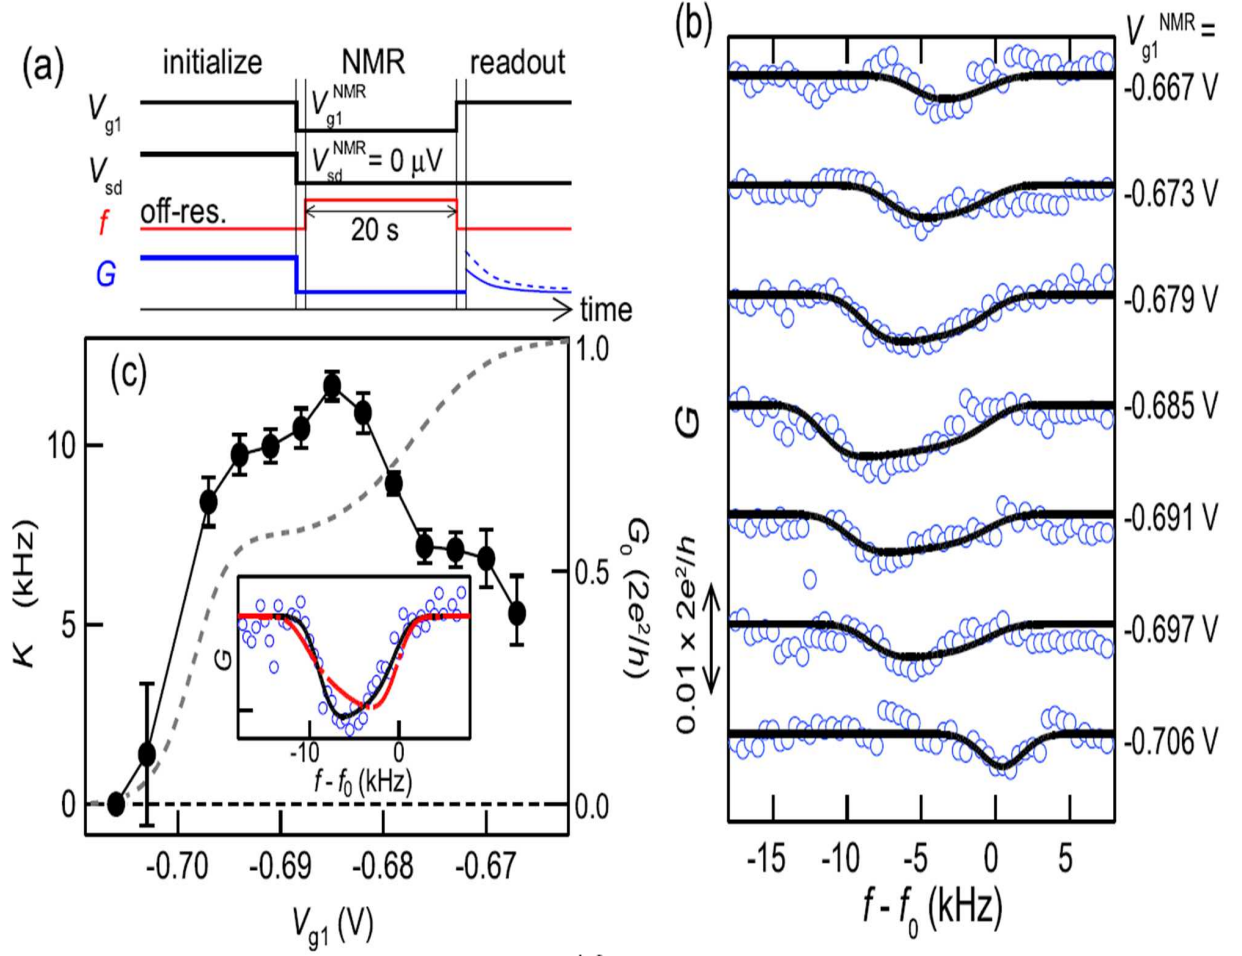 (a)
initialize NMR readout
V_g1 V_g1^NMR
V_sd V_sd^NMR = 0 μV
f off-res.
20 s
G
time
(b)
V_g1^NMR =
-0.667 V
-0.673 V
-0.679 V
-0.685 V
-0.691 V
-0.697 V
-0.706 V
G
0.01 × 2e²/h
-15 -10 -5 0 5
f - f_0 (kHz)
(c)
10
5
0
K (kHz)
1.0
0.5
0.0
G_0 (2e²/h)
G
-10 0
f - f_0 (kHz)
-0.70 -0.69 -0.68 -0.67
V_g1 (V)